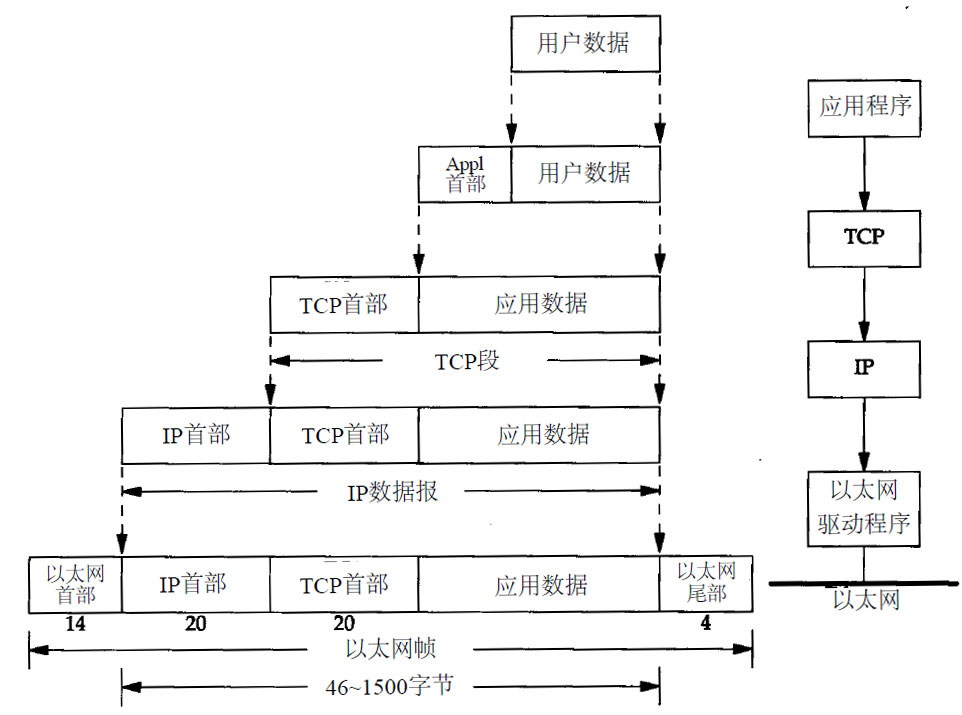 用户数据
应用程序
Appl
首部
用户数据
TCP
TCP首部
应用数据
TCP段
IP
IP首部
TCP首部
应用数据
IP数据报
以太网
驱动程序
以太网
首部
IP首部
TCP首部
应用数据
以太网
尾部
以太网
14
20
20
4
以太网帧
46~1500字节